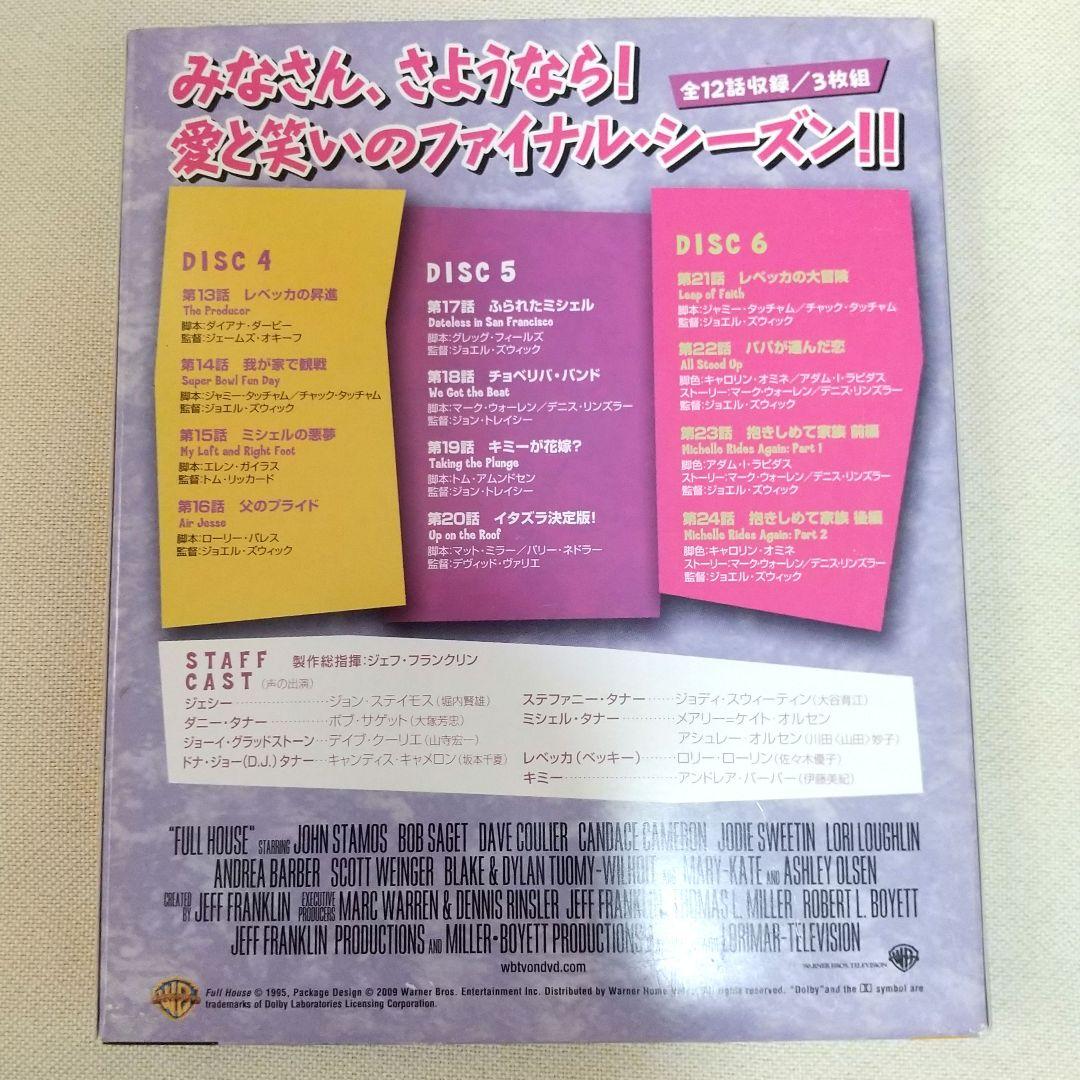 みなさん、さようなら!
全12話収録/3枚組
愛と笑いのファイナル・シーズン!!
DISC 4
第13話 レベッカの昇進
The Producer
脚本:ダイアナ・ダービー
監督:ジェームズ・オキーフ
第14話 我が家で観戦
Super Bowl Fun Day
脚本:ジャミー・タッチャム/チャック・タッチャム
監督:ジョエル・ズウィック
第15話 ミシェルの悪夢
My Left and Right Foot
脚本:エレン・ガイラス
監督:トム・リッカード
第16話 父のプライド
Air Jesse
脚本:ローリー・パレス
監督:ジョエル・ズウィック
DISC 5
第17話 ふられたミシェル
Dateless in San Francisco
脚本:グレッグ・フィールズ
監督:ジョエル・ズウィック
第18話 チョベリバ・バンド
We Got the Beat
脚本:マーク・ウォーレン/デニス・リンズラー
監督:ジョン・トレイシー
第19話 キミーが花嫁?
Taking the Plunge
脚本:トム・アムンドセン
監督:ジョン・トレイシー
第20話 イタズラ決定版!
Up on the Roof
脚本:マット・ミラー/バリー・ネドラー
監督:デヴィッド・ヴァリエ
DISC 6
第21話 レベッカの大冒険
Leap of Faith
脚本:ジャミー・タッチャム/チャック・タッチャム
監督:ジョエル・ズウィック
第22話 パパが運んだ恋
All Stood Up
脚色:キャロリン・オミネ/アダム・I・ラピダス
ストーリー:マーク・ウォーレン/デニス・リンズラー
監督:ジョエル・ズウィック
第23話 抱きしめて家族 前編
Michelle Rides Again: Part 1
脚色:アダム・I・ラピダス
ストーリー:マーク・ウォーレン/デニス・リンズラー
監督:ジョエル・ズウィック
第24話 抱きしめて家族 後編
Michelle Rides Again: Part 2
脚色:キャロリン・オミネ
ストーリー:マーク・ウォーレン/デニス・リンズラー
監督:ジョエル・ズウィック
STAFF 製作総指揮:ジェフ・フランクリン
CAST (声の出演)
ジェシー……ジョン・ステイモス(堀内賢雄)
ダニー・タナー……ボブ・サゲット(大塚芳忠)
ジョーイ・グラッドストーン…デイブ・クーリエ(山寺宏一)
ドナ・ジョー(D.J.)タナー…キャンディス・キャメロン(坂本千夏)
ステファニー・タナー……ジョディ・スウィーティン(大谷育江)
ミシェル・タナー……メアリー=ケイト・オルセン
アシュレー・オルセン(川田〈山田〉妙子)
レベッカ(ベッキー)……ロリー・ローリン(佐々木優子)
キミー……アンドレア・バーバー(伊藤美紀)
"FULL HOUSE" STARRING JOHN STAMOS BOB SAGET DAVE COULIER CANDACE CAMERON JODIE SWEETIN LORI LOUGHLIN
ANDREA BARBER SCOTT WEINGER BLAKE & DYLAN TUOMY-WILHOIT AND MARY-KATE AND ASHLEY OLSEN
CREATED BY JEFF FRANKLIN EXECUTIVE PRODUCERS MARC WARREN & DENNIS RINSLER JEFF FRANKLIN THOMAS L. MILLER ROBERT L. BOYETT
JEFF FRANKLIN PRODUCTIONS AND MILLER•BOYETT PRODUCTIONS LORIMAR-TELEVISION
wbtvondvd.com
WARNER BROS. TELEVISION
Full House © 1995, Package Design © 2009 Warner Bros. Entertainment Inc. Distributed by Warner Home Video. All rights reserved. "Dolby" and the symbol are
trademarks of Dolby Laboratories Licensing Corporation.